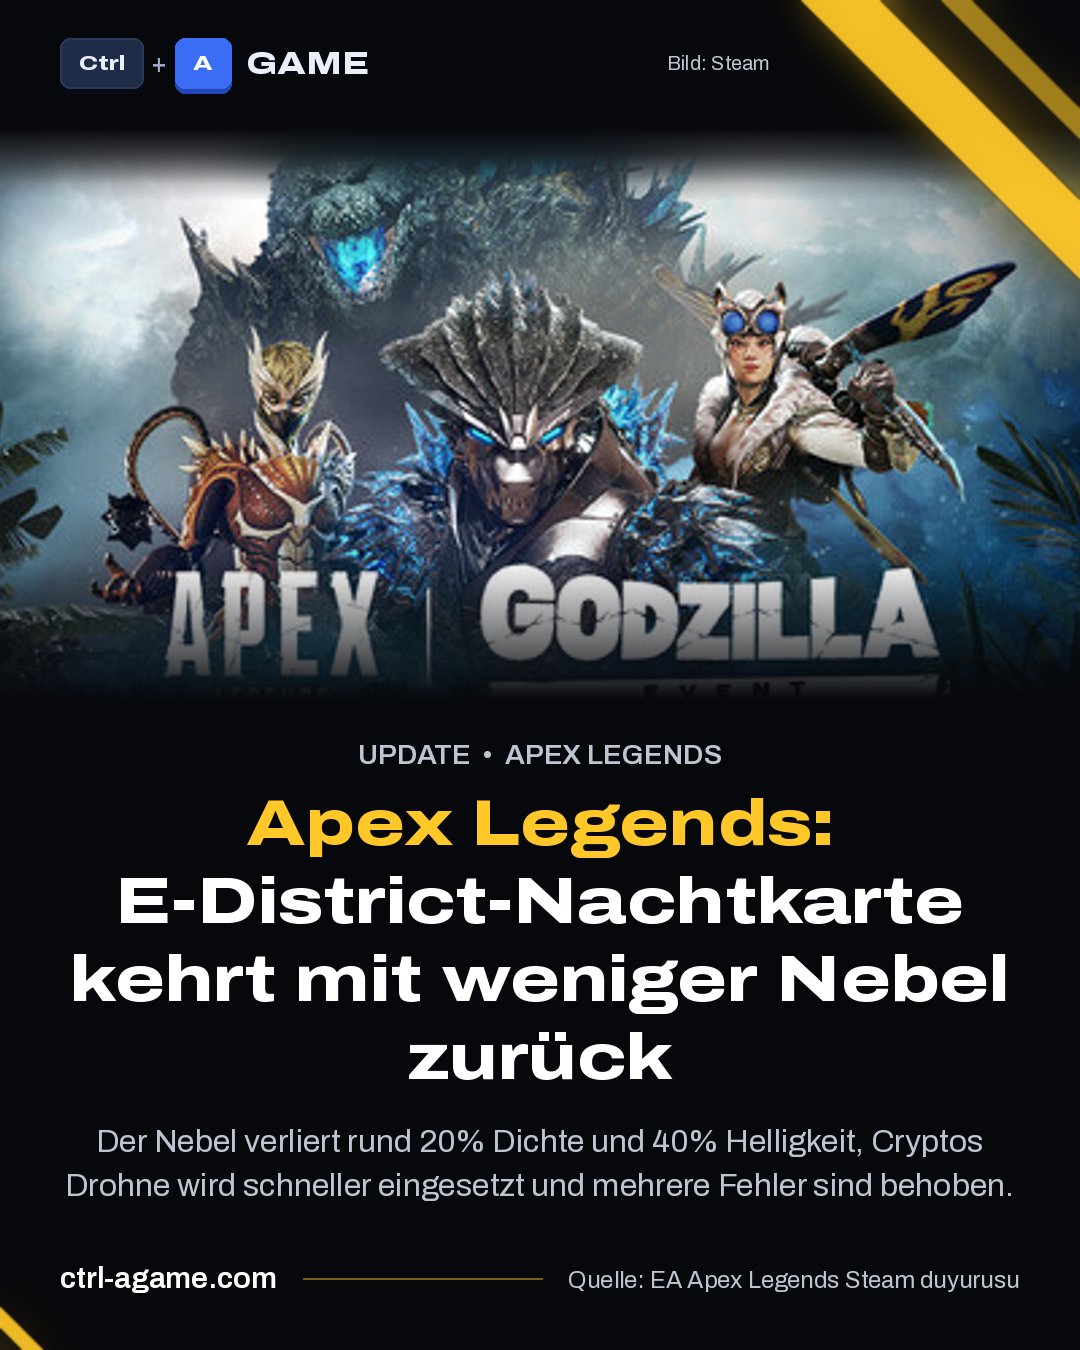 Ctrl + A GAME
Bild: Steam
APEX GODZILLA
LEGENDS EVENT
UPDATE • APEX LEGENDS
Apex Legends:
E-District-Nachtkarte
kehrt mit weniger Nebel
zurück
Der Nebel verliert rund 20% Dichte und 40% Helligkeit, Cryptos
Drohne wird schneller eingesetzt und mehrere Fehler sind behoben.
ctrl-agame.com
Quelle: EA Apex Legends Steam duyurusu